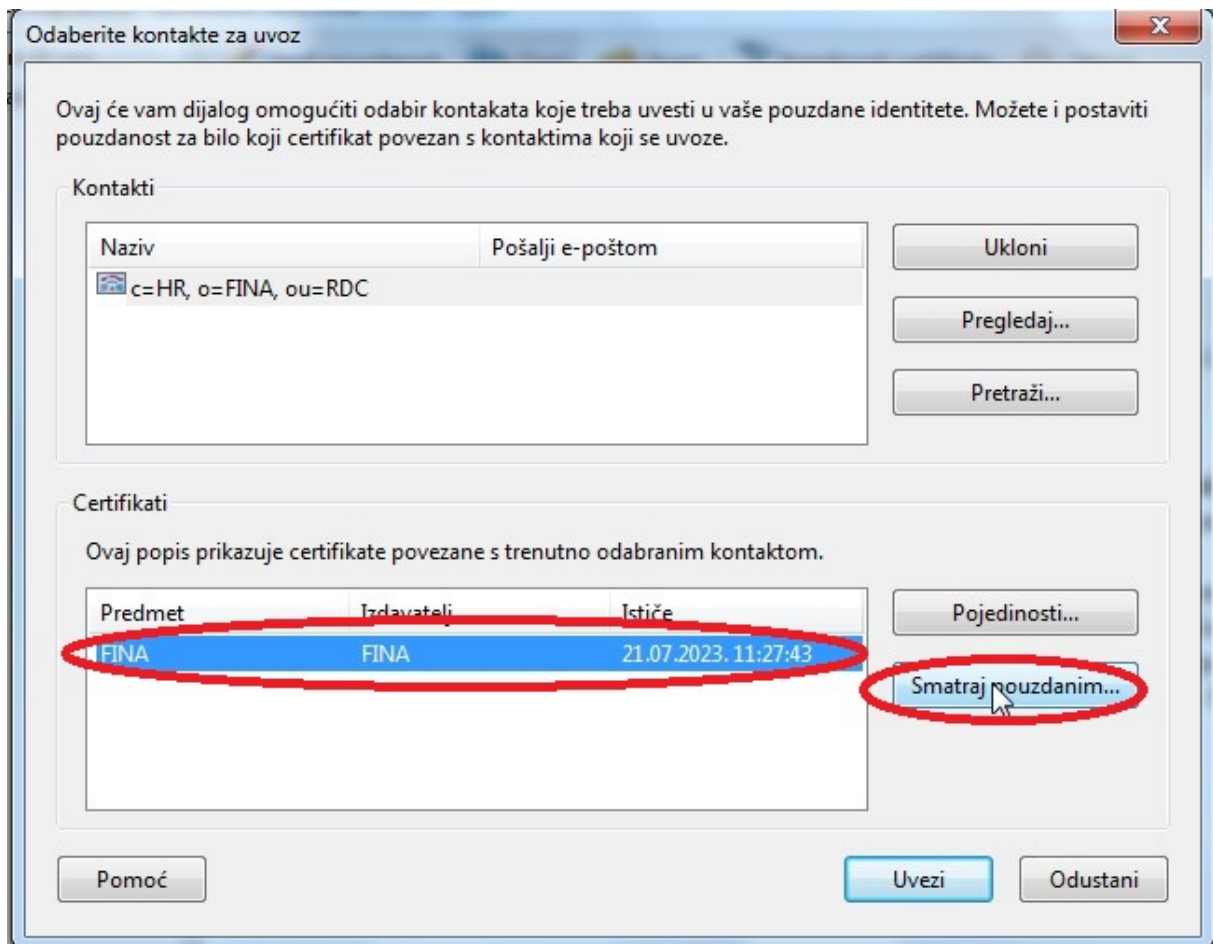 Odaberite kontakte za uvoz
Ovaj će vam dijalog omogućiti odabir kontakata koje treba uvesti u vaše pouzdane identitete. Možete i postaviti
pouzdanost za bilo koji certifikat povezan s kontaktima koji se uvoze.
Kontakti
Naziv Pošalji e-poštom
c=HR, o=FINA, ou=RDC
Ukloni
Pregledaj...
Pretraži...
Certifikati
Ovaj popis prikazuje certifikate povezane s trenutno odabranim kontaktom.
Predmet Izdavatelj Ističe
FINA FINA 21.07.2023. 11:27:43
Pojedinosti...
Smatraj pouzdanim...
Pomoć Uvezi Odustani